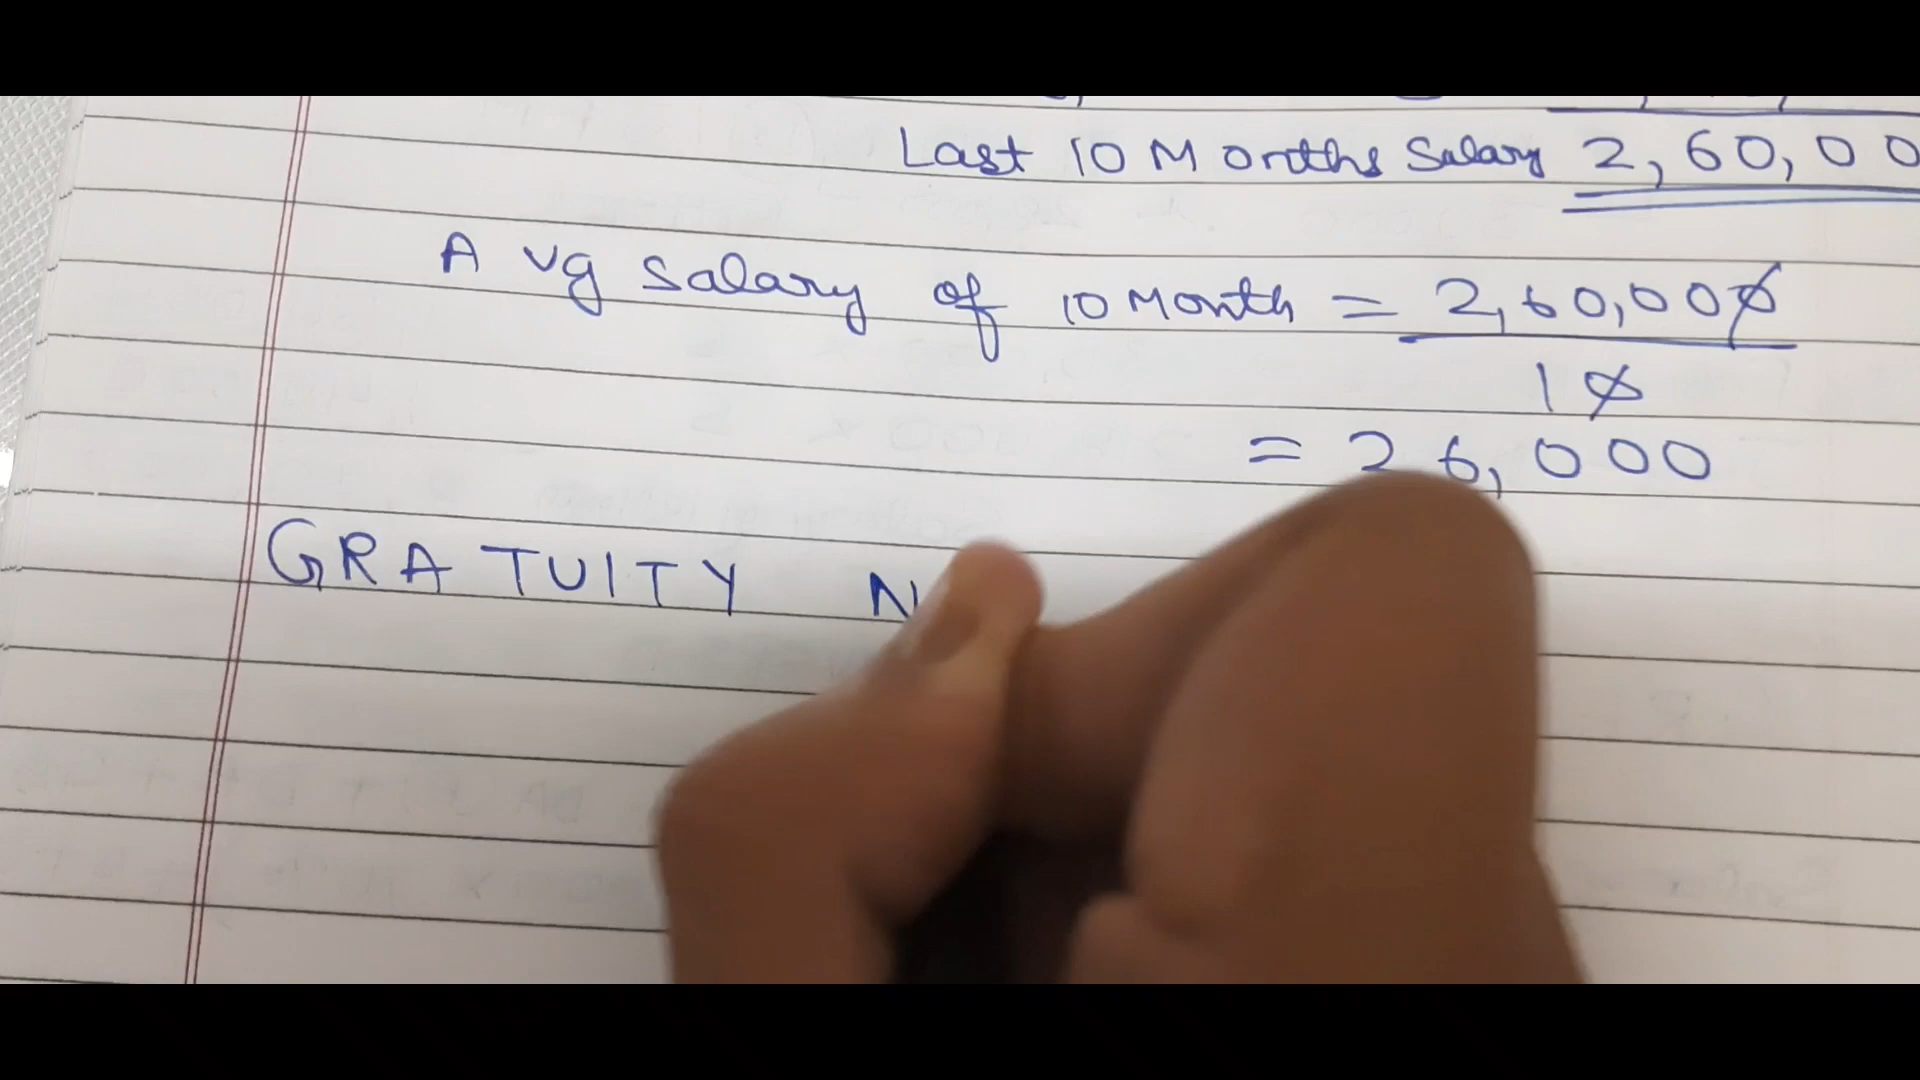 Last 10 Months Salary 2,60,00
Avg salary of 10 Month = 2,60,000
10
= 26,000
GRATUITY N